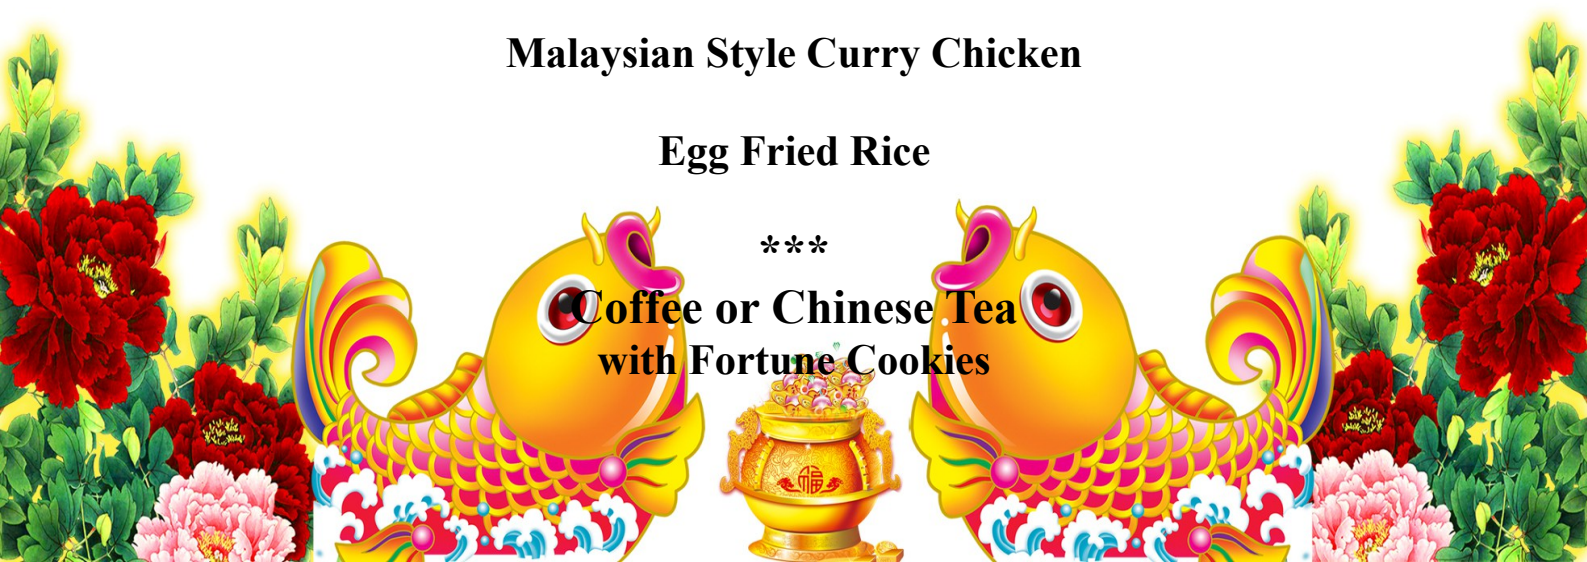 Malaysian Style Curry Chicken
Egg Fried Rice
***
Coffee or Chinese Tea
with Fortune Cookies
福